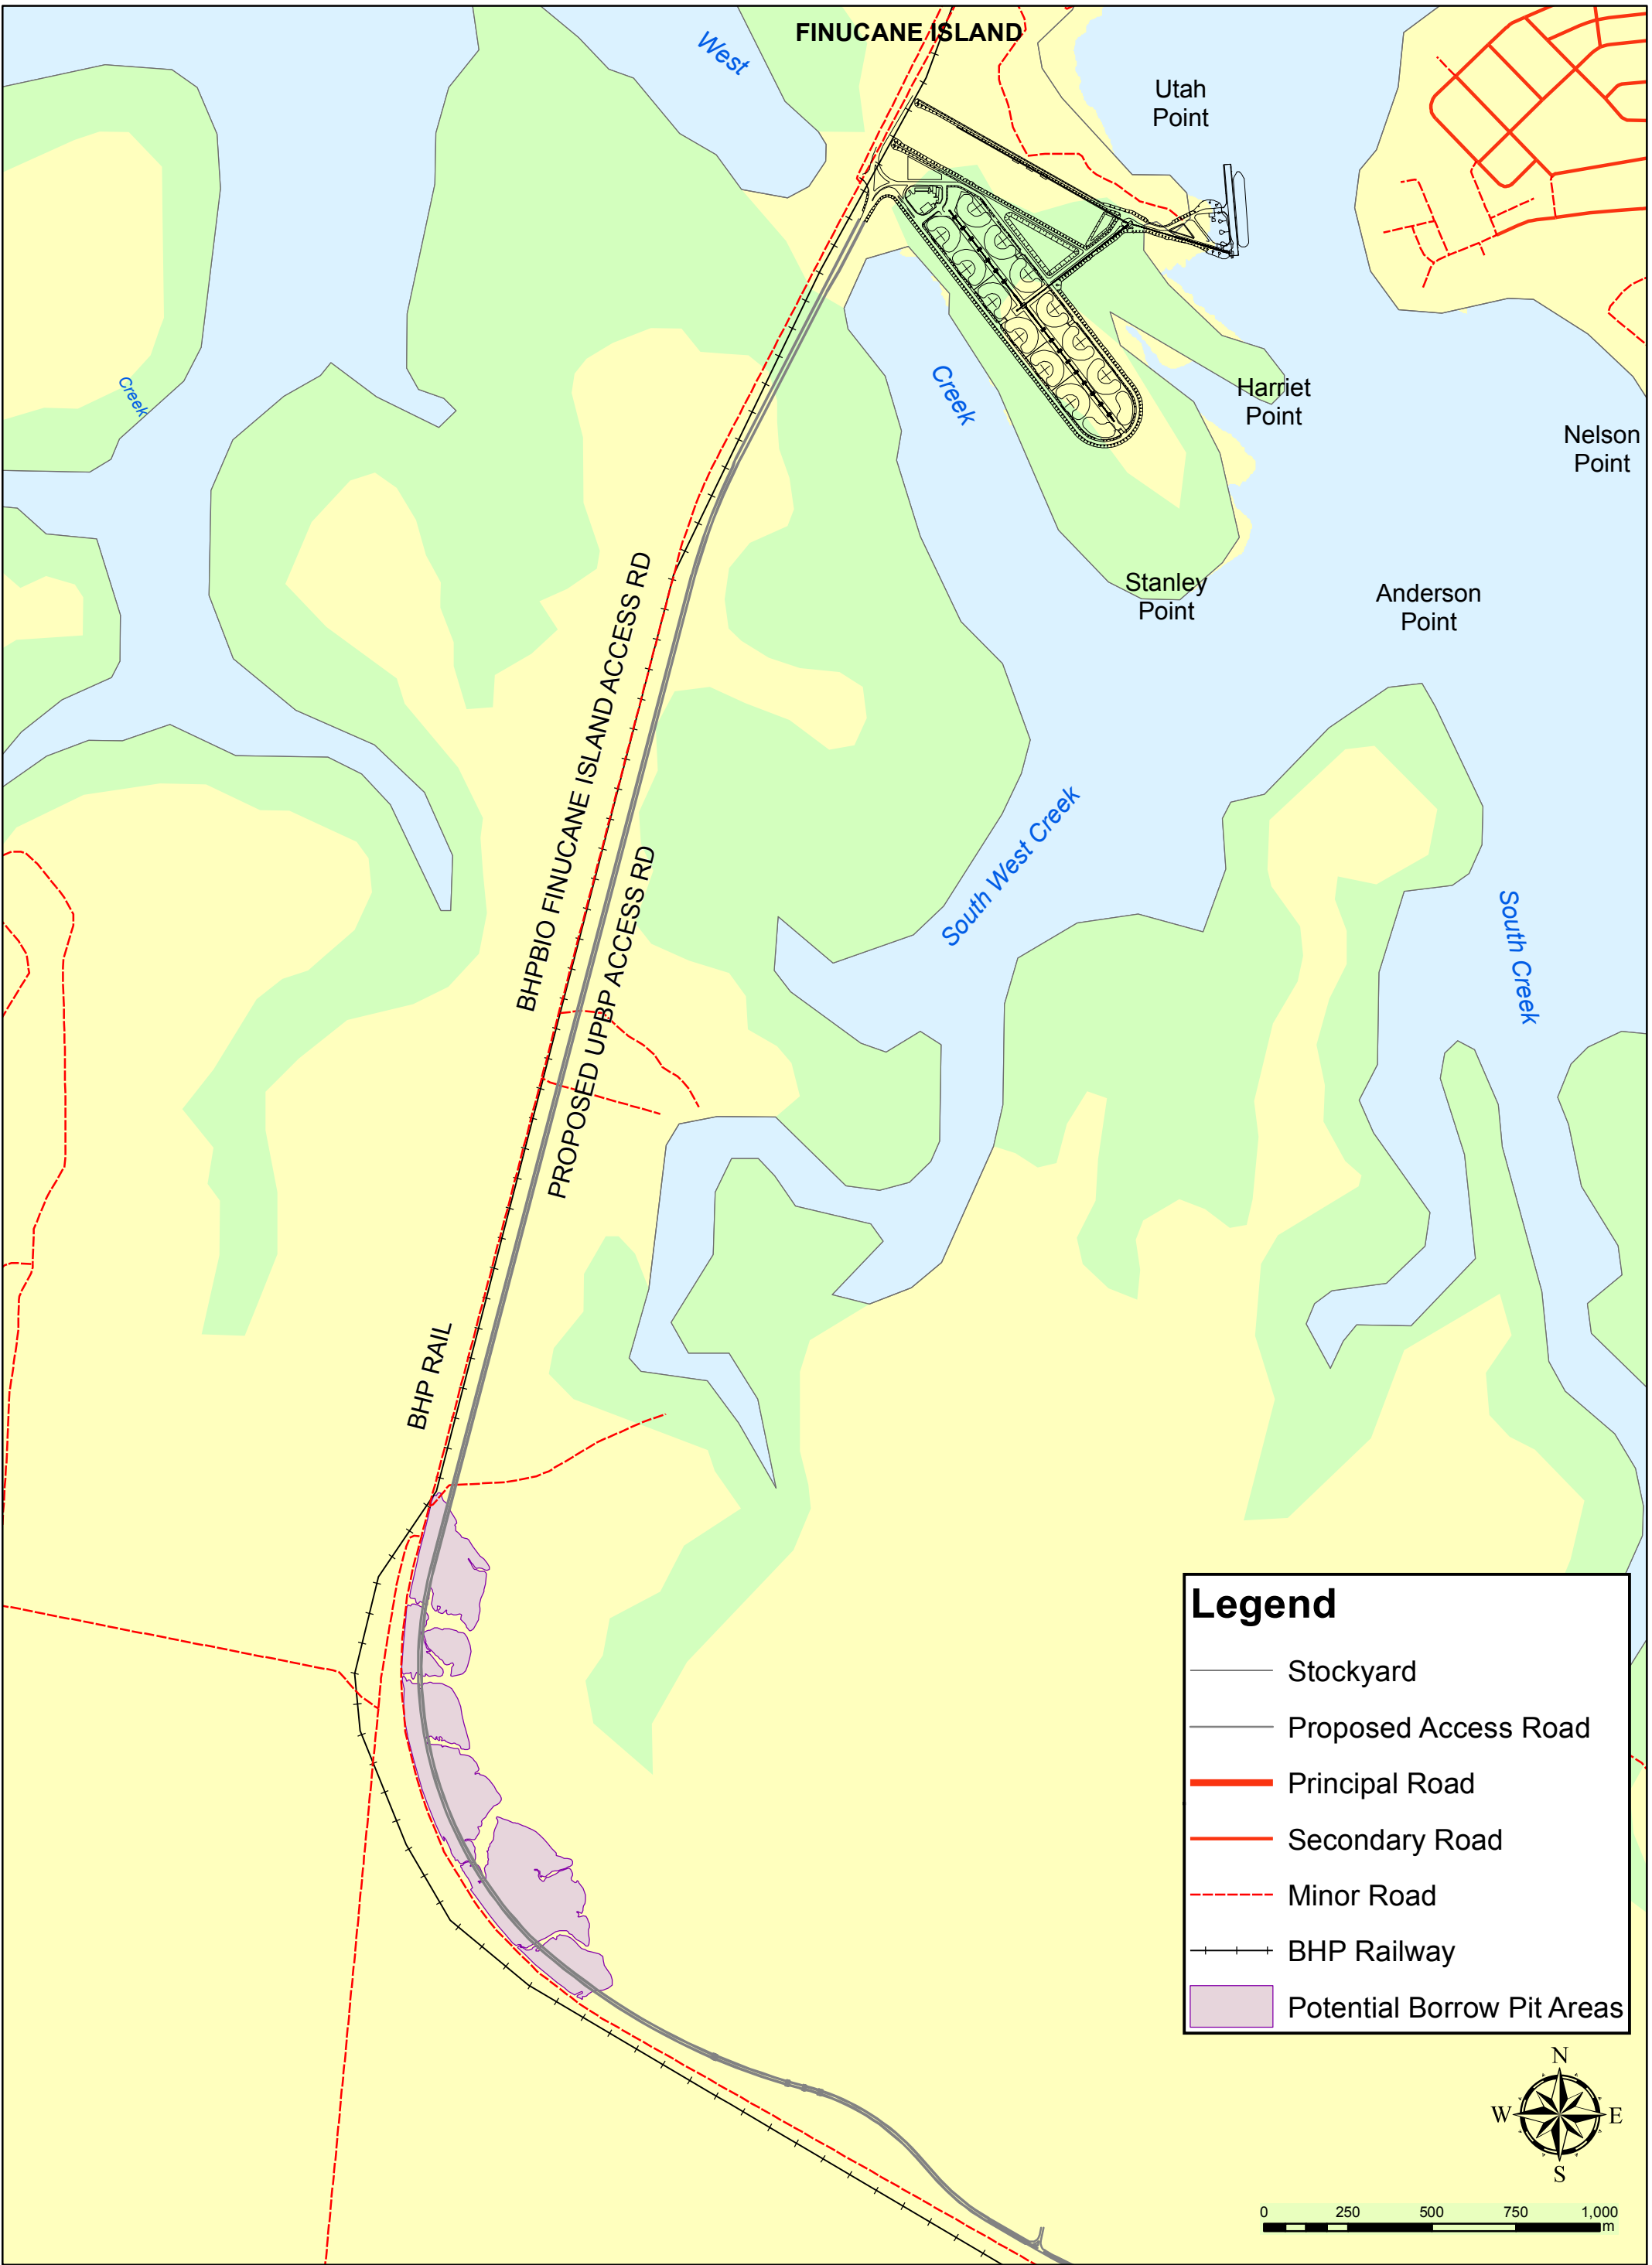 FINUCANE ISLAND
West
Utah
Point
Creek
Creek
Harriet
Point
Nelson
Point
Stanley
Point
Anderson
Point
BHPBIO FINUCANE ISLAND ACCESS RD
PROPOSED UPBP ACCESS RD
South West Creek
South Creek
BHP RAIL
Legend
Stockyard
Proposed Access Road
Principal Road
Secondary Road
Minor Road
BHP Railway
Potential Borrow Pit Areas
N
W E
S
0 250 500 750 1,000
m